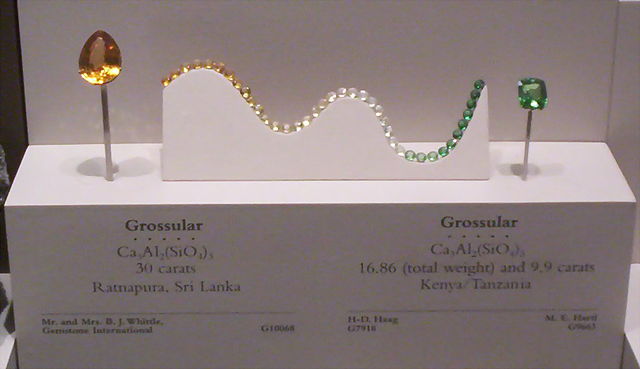 Grossular
Ca₃Al₂(SiO₄)₃
30 carats
Ratnapura, Sri Lanka
Mr. and Mrs. B. J. Whittle,
Gemstone International
G10068
Grossular
Ca₃Al₂(SiO₄)₃
16.86 (total weight) and 9.9 carats
Kenya/Tanzania
H-D. Haag
G7918
M. E. Hartl
G9663